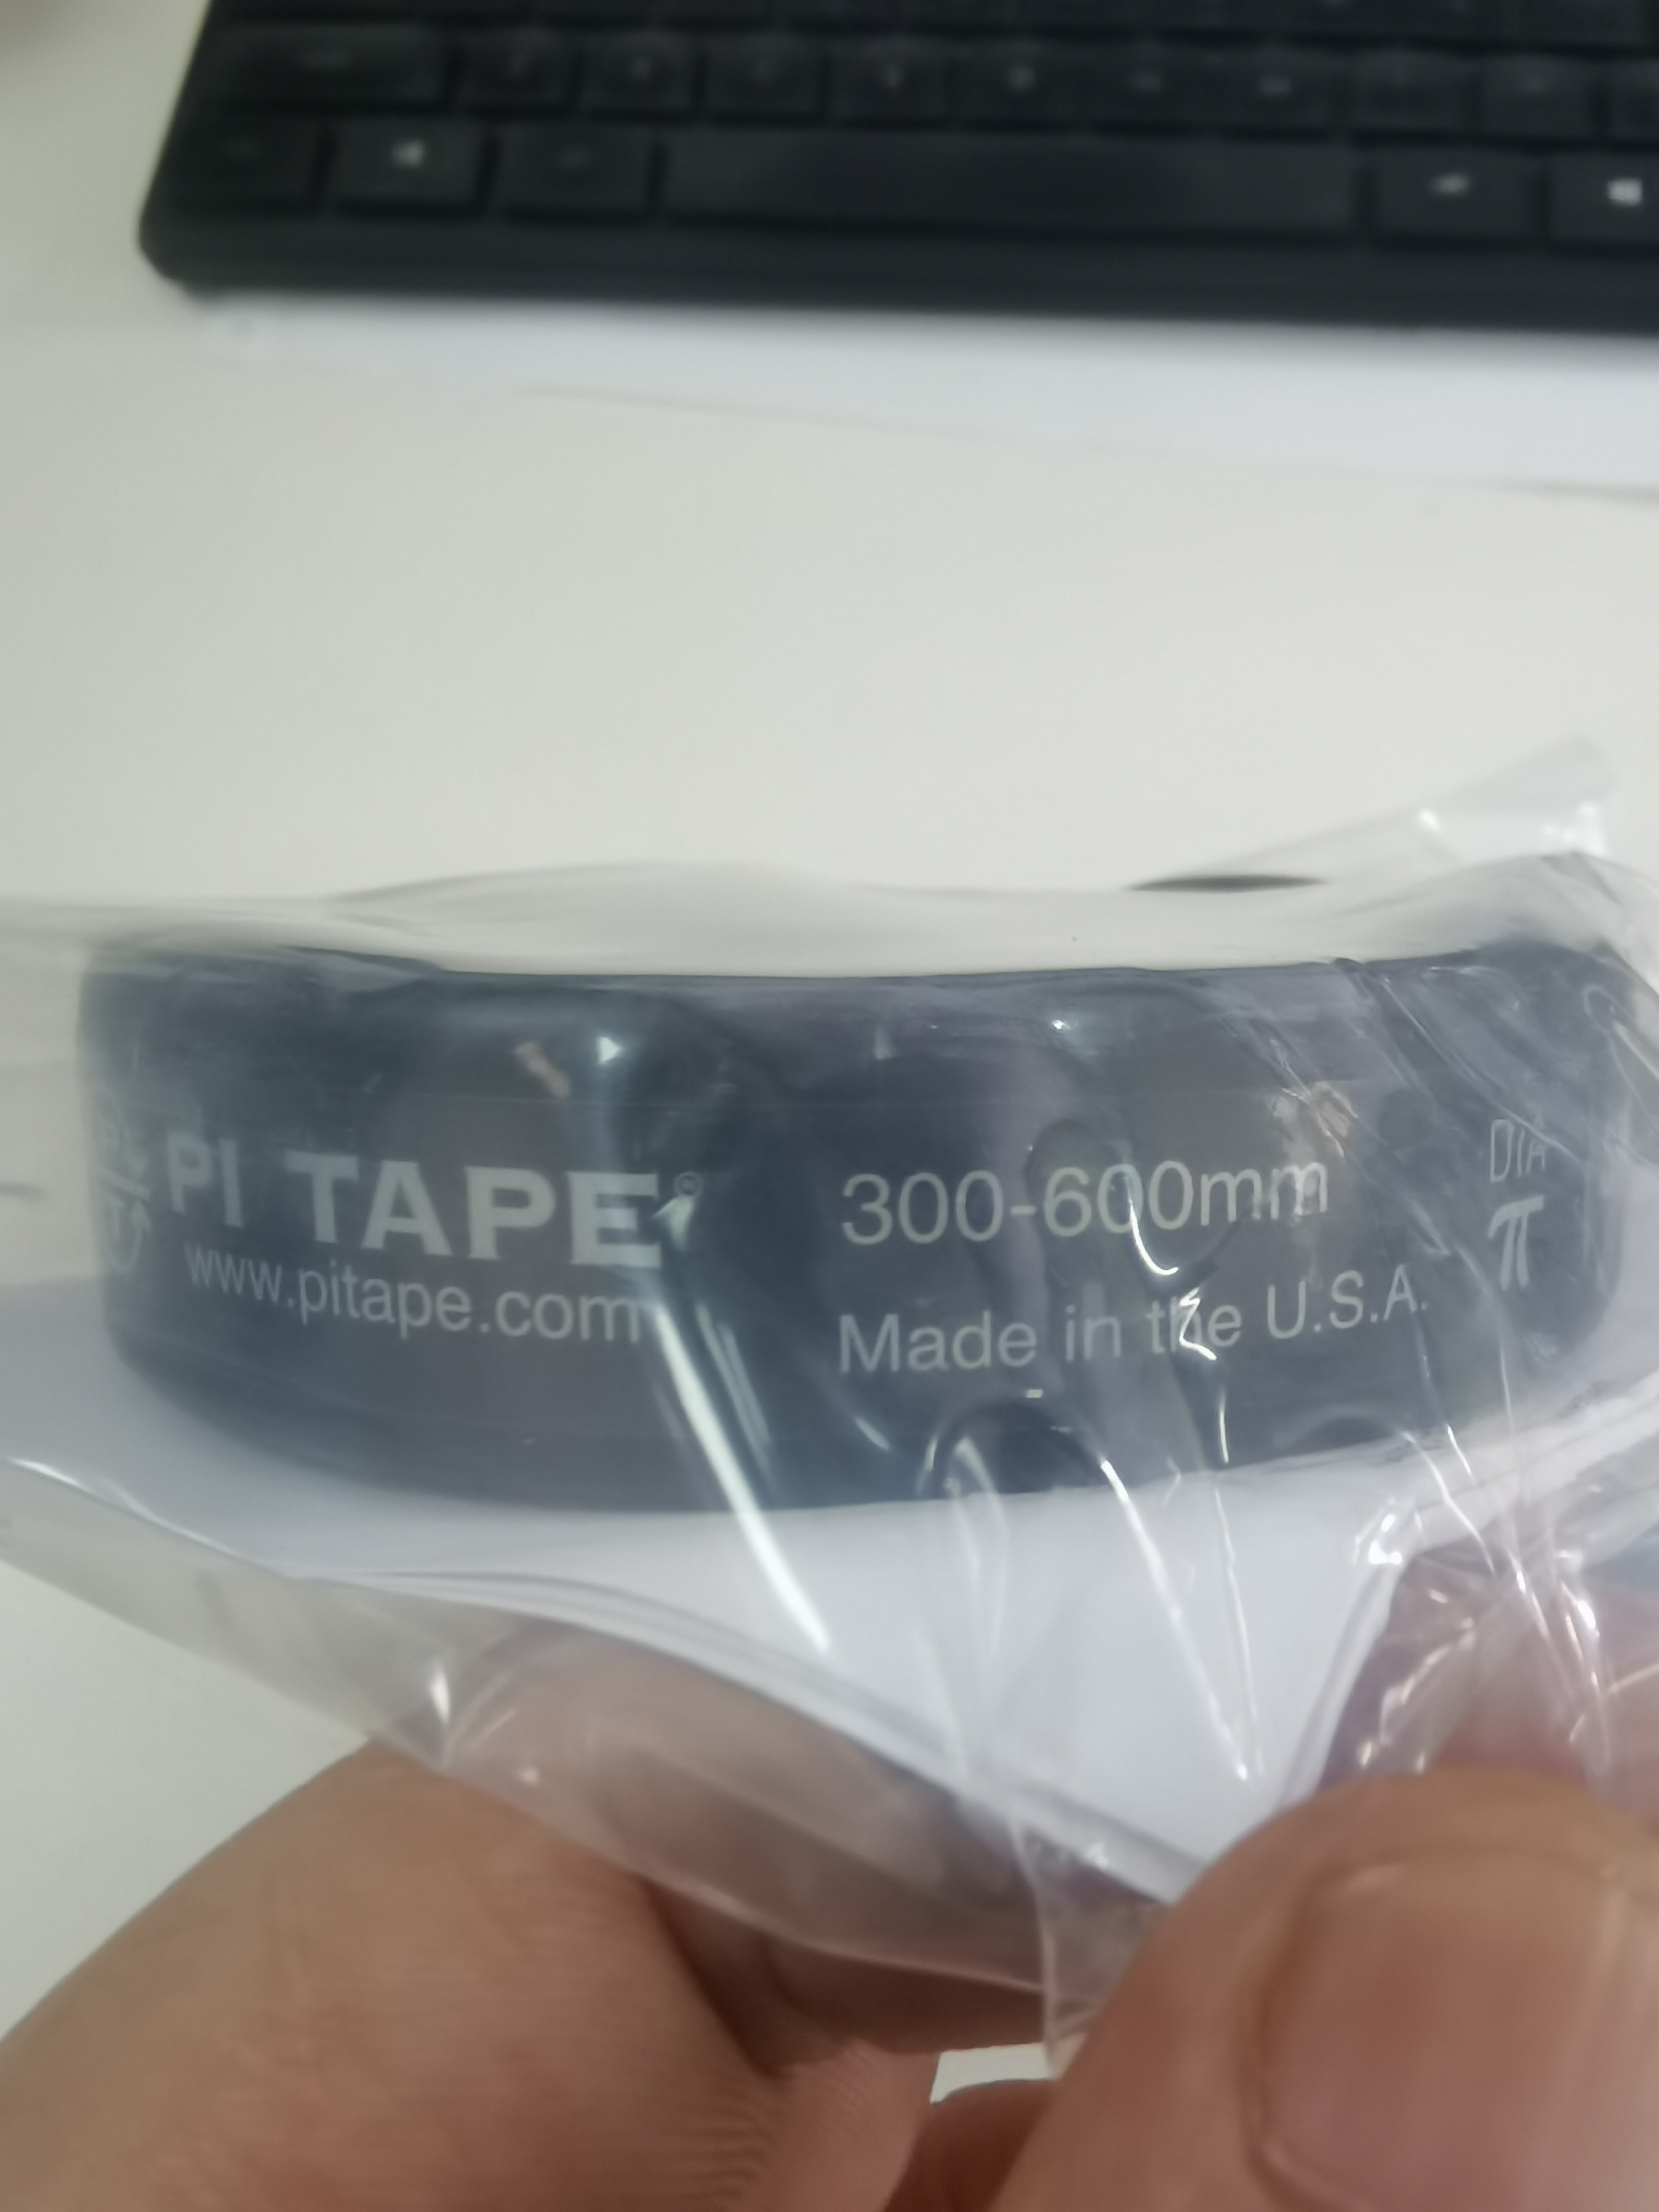 PI TAPE®
www.pitape.com
300-600mm
Made in the U.S.A.
DIA
π